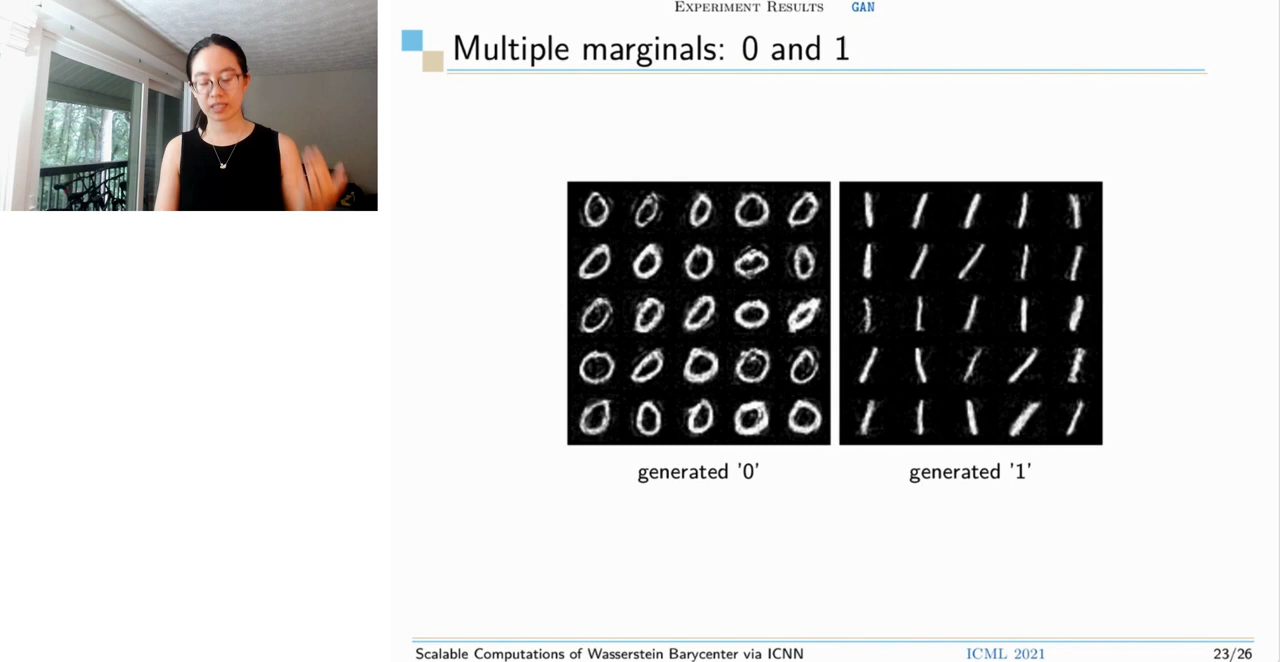 Experiment Results GAN
Multiple marginals: 0 and 1
generated '0' generated '1'
Scalable Computations of Wasserstein Barycenter via ICNN ICML 2021 23/26